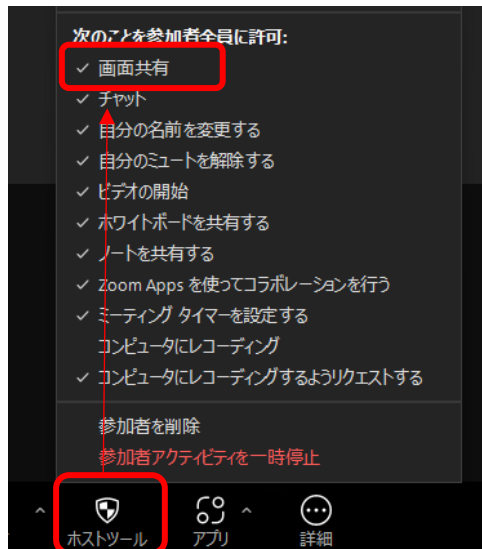 次のことを参加者全員に許可:
画面共有
チャット
自分の名前を変更する
自分のミュートを解除する
ビデオの開始
ホワイトボードを共有する
ノートを共有する
Zoom Apps を使ってコラボレーションを行う
ミーティング タイマーを設定する
コンピュータにレコーディング
コンピュータにレコーディングするようリクエストする
参加者を削除
参加者アクティビティを一時停止
ホストツール
アプリ
詳細